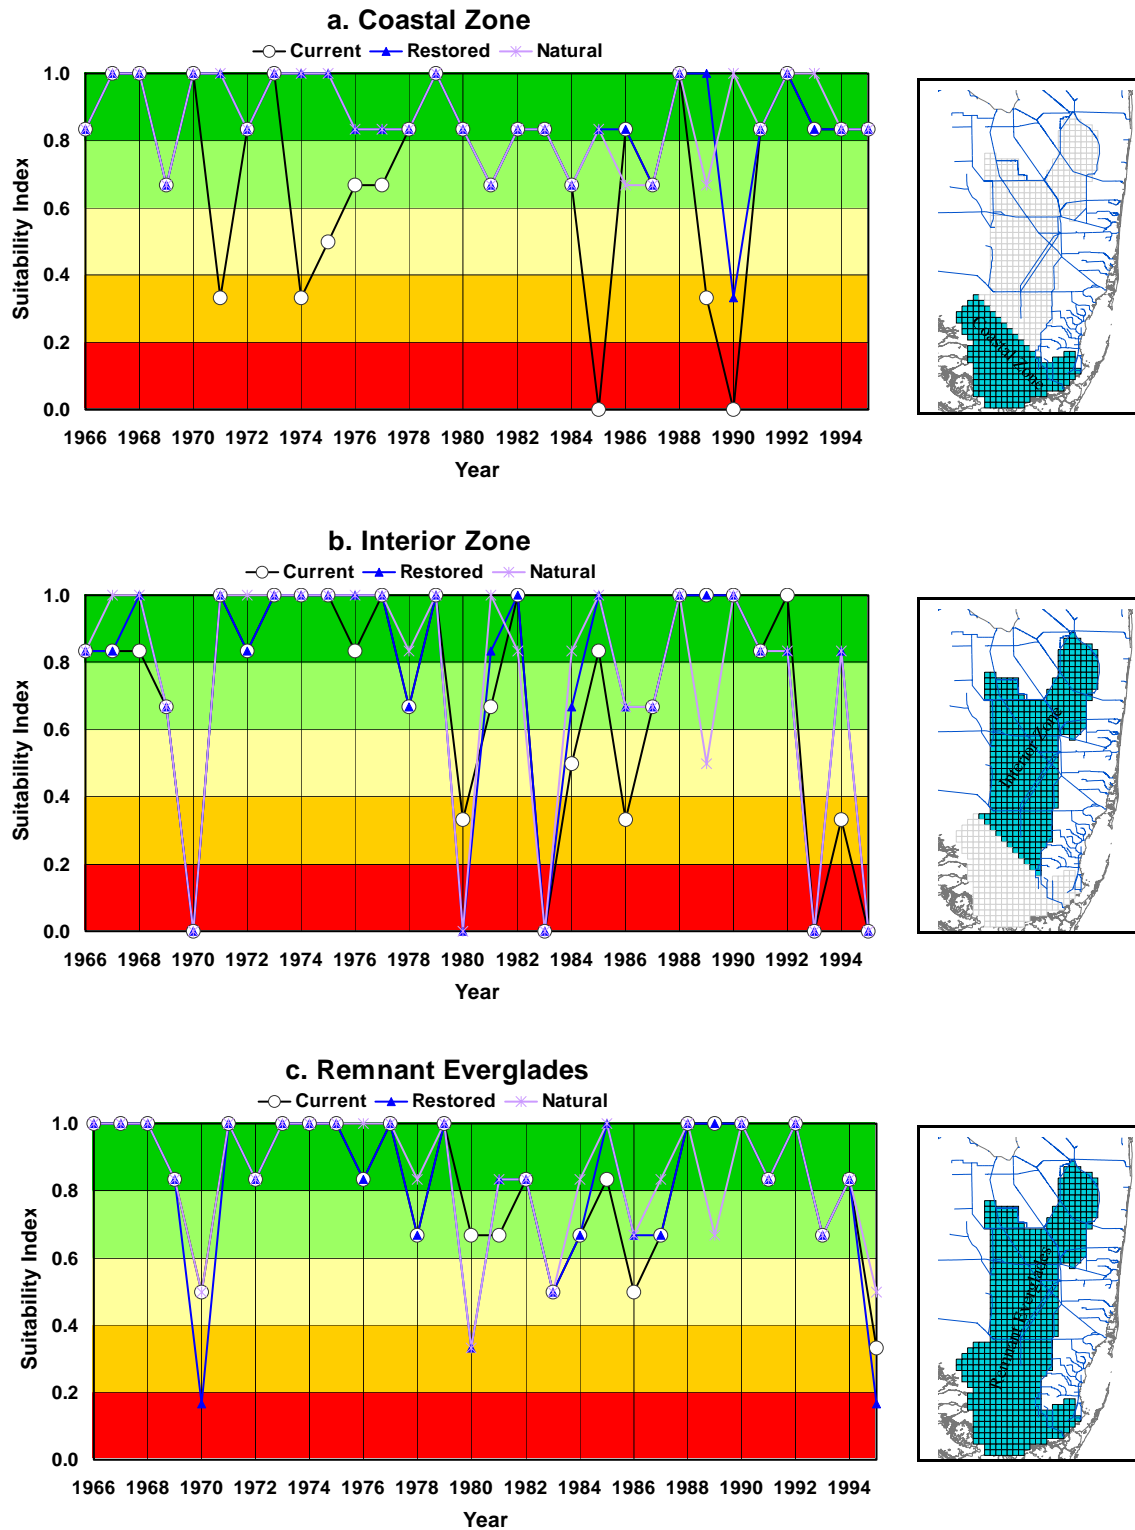 a. Coastal Zone
Current Restored Natural
1.0
0.8
0.6
0.4
0.2
0.0
Suitability Index
1966 1968 1970 1972 1974 1976 1978 1980 1982 1984 1986 1988 1990 1992 1994
Year
Coastal Zone
b. Interior Zone
Current Restored Natural
1.0
0.8
0.6
0.4
0.2
0.0
Suitability Index
1966 1968 1970 1972 1974 1976 1978 1980 1982 1984 1986 1988 1990 1992 1994
Year
Interior Zone
c. Remnant Everglades
Current Restored Natural
1.0
0.8
0.6
0.4
0.2
0.0
Suitability Index
1966 1968 1970 1972 1974 1976 1978 1980 1982 1984 1986 1988 1990 1992 1994
Year
Remnant Everglades